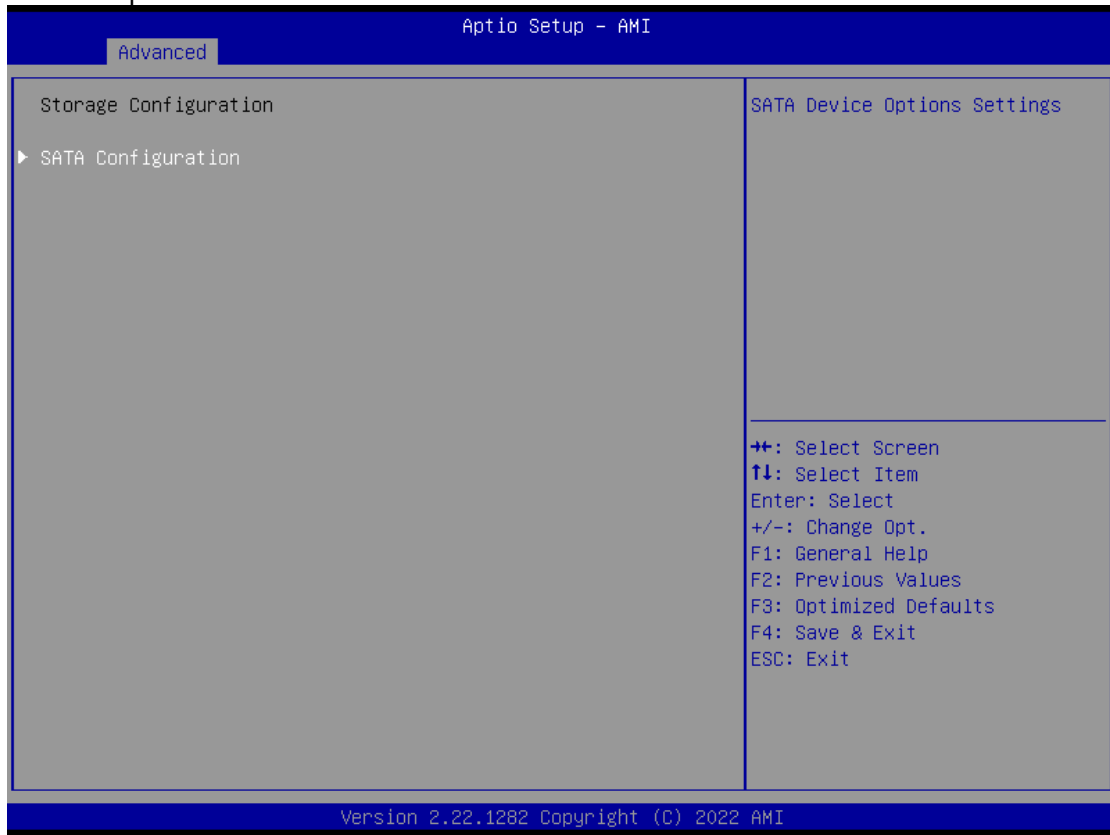 Aptio Setup – AMI
Advanced
Storage Configuration
SATA Configuration
SATA Device Options Settings
→←: Select Screen
↑↓: Select Item
Enter: Select
+/-: Change Opt.
F1: General Help
F2: Previous Values
F3: Optimized Defaults
F4: Save & Exit
ESC: Exit
Version 2.22.1282 Copyright (C) 2022 AMI